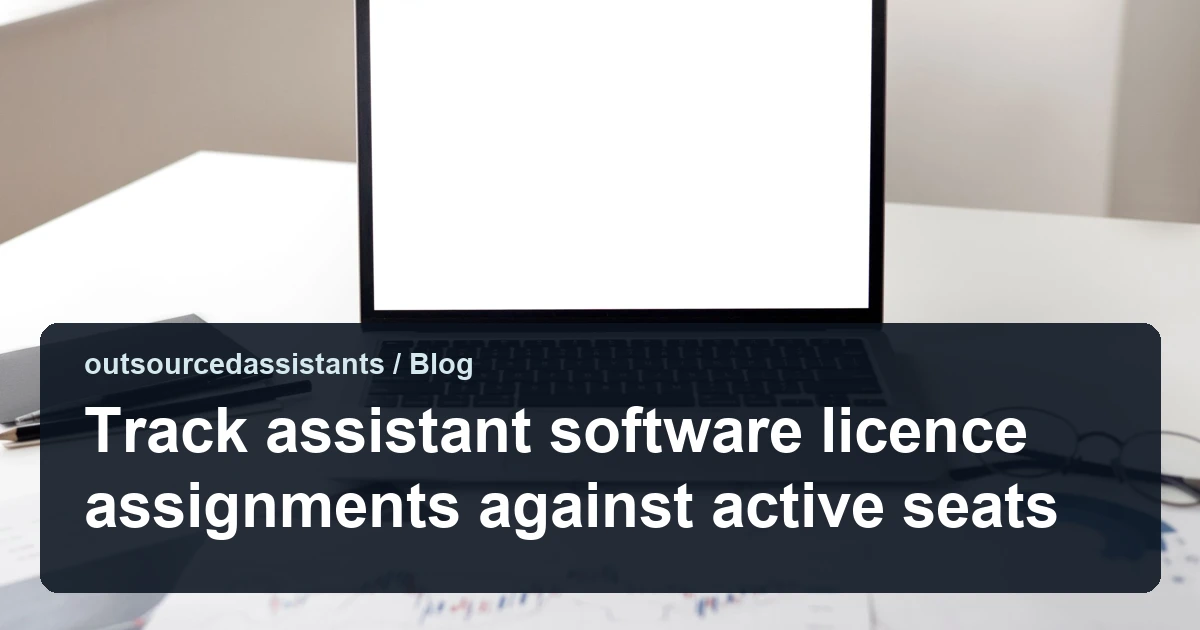 outsourcedassistants / Blog
Track assistant software licence
assignments against active seats